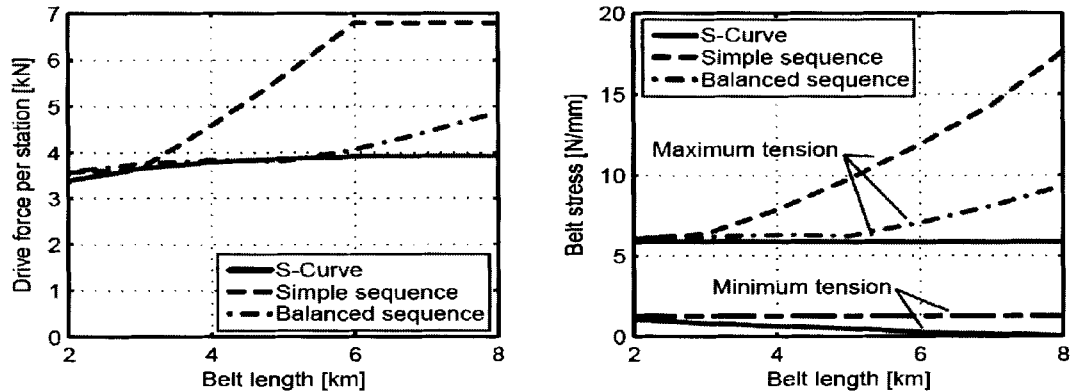 7
6
5
4
3
2
1
0
Drive force per station [kN]
S-Curve
Simple sequence
Balanced sequence
2
4
6
8
Belt length [km]
20
15
10
5
0
Belt stress [N/mm]
S-Curve
Simple sequence
Balanced sequence
Maximum tension
Minimum tension
2
4
6
8
Belt length [km]